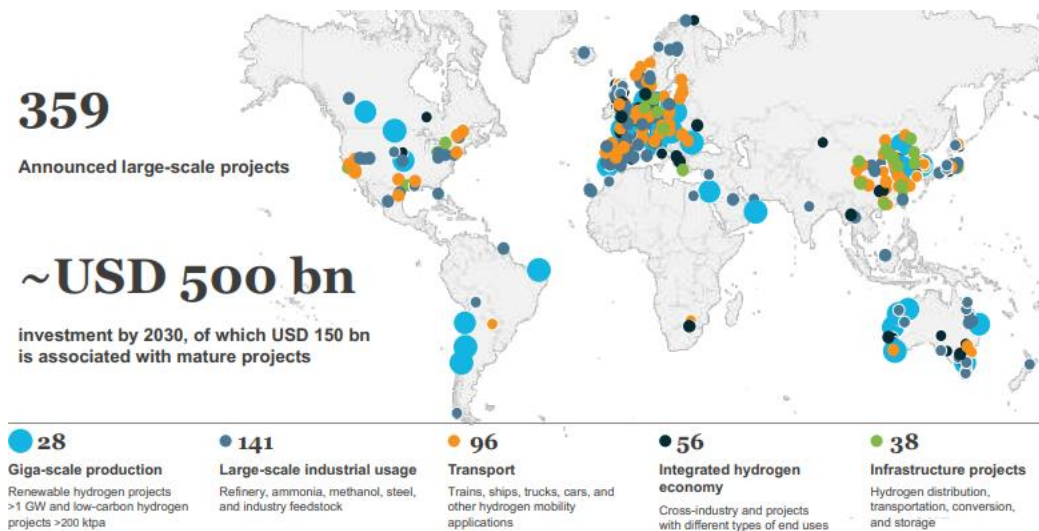 359
Announced large-scale projects
~USD 500 bn
investment by 2030, of which USD 150 bn
is associated with mature projects
28
Giga-scale production
Renewable hydrogen projects
>1 GW and low-carbon hydrogen
projects >200 ktpa
141
Large-scale industrial usage
Refinery, ammonia, methanol, steel,
and industry feedstock
96
Transport
Trains, ships, trucks, cars, and
other hydrogen mobility
applications
56
Integrated hydrogen
economy
Cross-industry and projects
with different types of end uses
38
Infrastructure projects
Hydrogen distribution,
transportation, conversion,
and storage